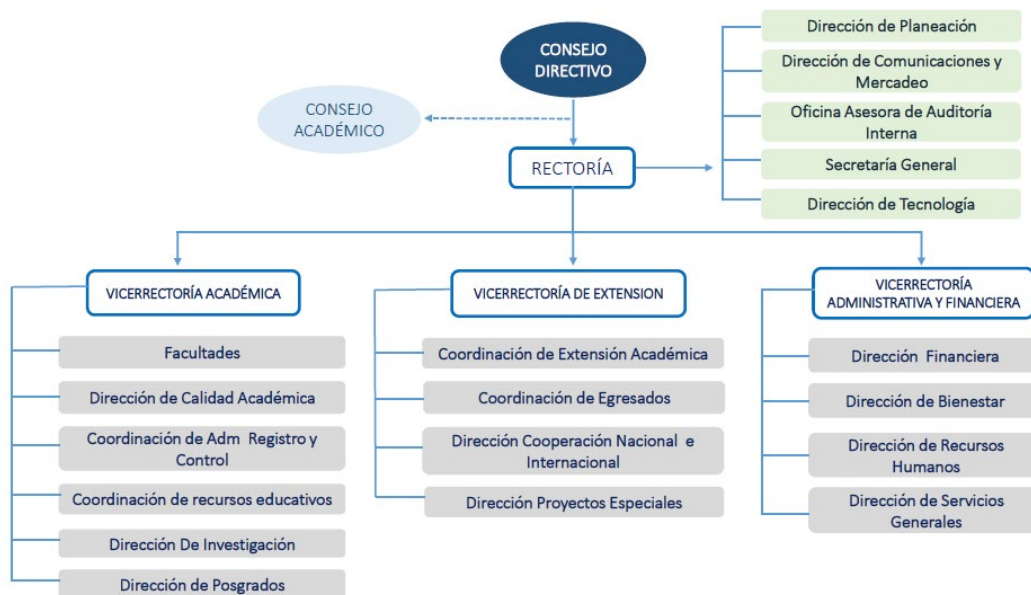 CONSEJO
DIRECTIVO
CONSEJO
ACADÉMICO
RECTORÍA
Dirección de Planeación
Dirección de Comunicaciones y
Mercadeo
Oficina Asesora de Auditoría
Interna
Secretaría General
Dirección de Tecnología
VICERRECTORÍA ACADÉMICA
Facultades
Dirección de Calidad Académica
Coordinación de Adm Registro y
Control
Coordinación de recursos educativos
Dirección De Investigación
Dirección de Posgrados
VICERRECTORÍA DE EXTENSION
Coordinación de Extensión Académica
Coordinación de Egresados
Dirección Cooperación Nacional e
Internacional
Dirección Proyectos Especiales
VICERRECTORÍA
ADMINISTRATIVA Y FINANCIERA
Dirección Financiera
Dirección de Bienestar
Dirección de Recursos
Humanos
Dirección de Servicios
Generales